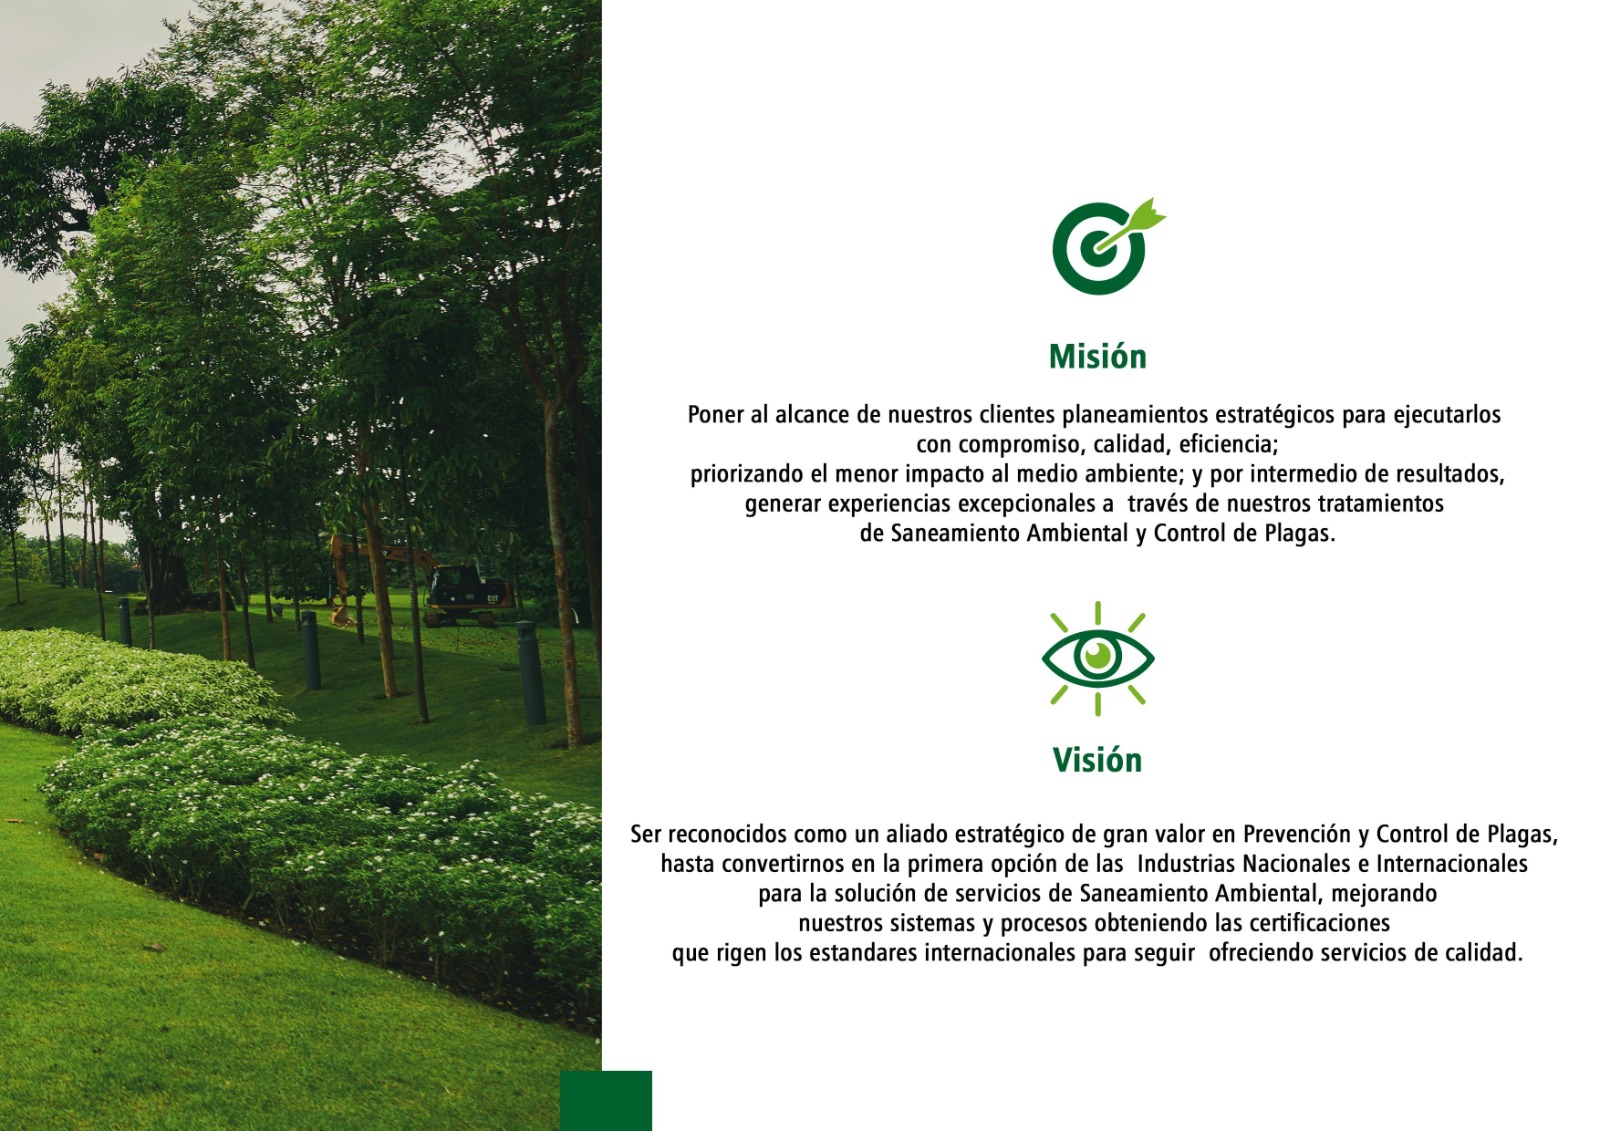 Misión
Poner al alcance de nuestros clientes planeamientos estratégicos para ejecutarlos
con compromiso, calidad, eficiencia;
priorizando el menor impacto al medio ambiente; y por intermedio de resultados,
generar experiencias excepcionales a  través de nuestros tratamientos
de Saneamiento Ambiental y Control de Plagas.
Visión
Ser reconocidos como un aliado estratégico de gran valor en Prevención y Control de Plagas,
hasta convertirnos en la primera opción de las  Industrias Nacionales e Internacionales
para la solución de servicios de Saneamiento Ambiental, mejorando
nuestros sistemas y procesos obteniendo las certificaciones
que rigen los estandares internacionales para seguir  ofreciendo servicios de calidad.